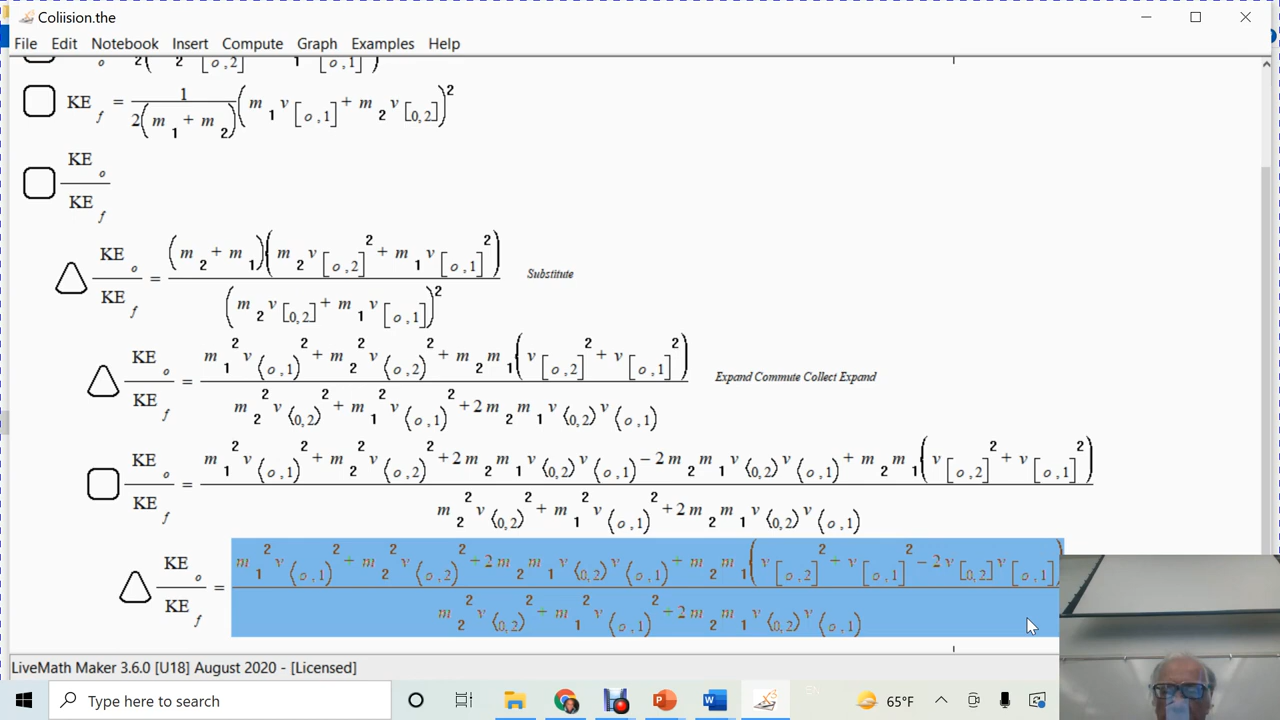 Coliision.the
File Edit Notebook Insert Compute Graph Examples Help
o 2( 2 [o,2] 1 [o,1] )
KE_f = 1/(2(m_1 + m_2)) (m_1 v_[o,1] + m_2 v_[0,2])^2
KE_o/KE_f
KE_o/KE_f = (m_2 + m_1)(m_2 v_[o,2]^2 + m_1 v_[o,1]^2) / (m_2 v_[0,2] + m_1 v_[o,1])^2 Substitute
KE_o/KE_f = (m_1^2 v_(o,1)^2 + m_2^2 v_(o,2)^2 + m_2 m_1 (v_[o,2]^2 + v_[o,1]^2)) / (m_2^2 v_(0,2)^2 + m_1^2 v_(o,1)^2 + 2 m_2 m_1 v_(0,2) v_(o,1)) Expand Commute Collect Expand
KE_o/KE_f = (m_1^2 v_(o,1)^2 + m_2^2 v_(o,2)^2 + 2 m_2 m_1 v_(0,2) v_(o,1) − 2 m_2 m_1 v_(0,2) v_(o,1) + m_2 m_1 (v_[o,2]^2 + v_[o,1]^2)) / (m_2^2 v_(0,2)^2 + m_1^2 v_(o,1)^2 + 2 m_2 m_1 v_(0,2) v_(o,1))
KE_o/KE_f = (m_1^2 v_(o,1)^2 + m_2^2 v_(o,2)^2 + 2 m_2 m_1 v_(0,2) v_(o,1) + m_2 m_1 (v_[o,2]^2 + v_[o,1]^2 − 2 v_[0,2] v_[o,1])) / (m_2^2 v_(0,2)^2 + m_1^2 v_(o,1)^2 + 2 m_2 m_1 v_(0,2) v_(o,1))
LiveMath Maker 3.6.0 [U18] August 2020 - [Licensed]
Type here to search
65°F